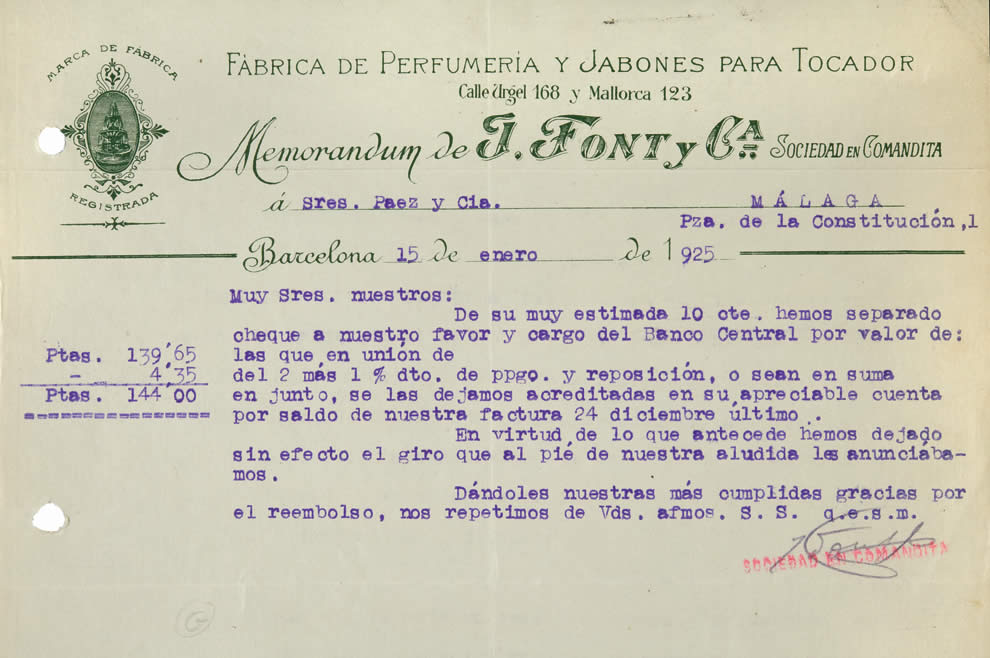 MARCA DE FÁBRICA
REGISTRADA
FÁBRICA DE PERFUMERÍA Y JABONES PARA TOCADOR
Calle Urgel 168 y Mallorca 123
Memorandum de J. FONT y Cª SOCIEDAD EN COMANDITA
á Sres. Paez y Cia. MÁLAGA
Pza. de la Constitución,1
Barcelona 15 de enero de 1925
Muy Sres. nuestros:
De su muy estimada 10 cte. hemos separado
cheque a nuestro favor y cargo del Banco Central por valor de:
Ptas. 139'65 las que en unión de
- 4'35 del 2 más 1 % dto. de ppgo. y reposición, o sean en suma
Ptas. 144'00 en junto, se las dejamos acreditadas en su apreciable cuenta
por saldo de nuestra factura 24 diciembre último .
En virtud de lo que antecede hemos dejado
sin efecto el giro que al pié de nuestra aludida les anunciába-
mos.
Dándoles nuestras más cumplidas gracias por
el reembolso, nos repetimos de Vds. afmos. S. S. q.e.s.m.
SOCIEDAD EN COMANDITA